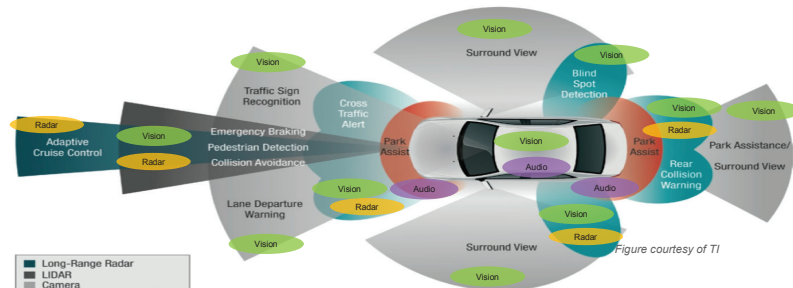 Vision
Surround View
Vision
Vision
Traffic Sign
Recognition
Blind
Spot
Detection
Cross
Traffic
Alert
Vision
Vision
Radar
Radar
Adaptive
Cruise Control
Vision
Radar
Emergency Braking
Pedestrian Detection
Collision Avoidance
Park
Assist
Vision
Audio
Park
Assist
Park Assistance/
Surround View
Rear
Collision
Warning
Vision
Audio
Radar
Audio
Lane Departure
Warning
Vision
Radar
Vision
Surround View
Vision
Figure courtesy of TI
Long-Range Radar
LIDAR
Camera